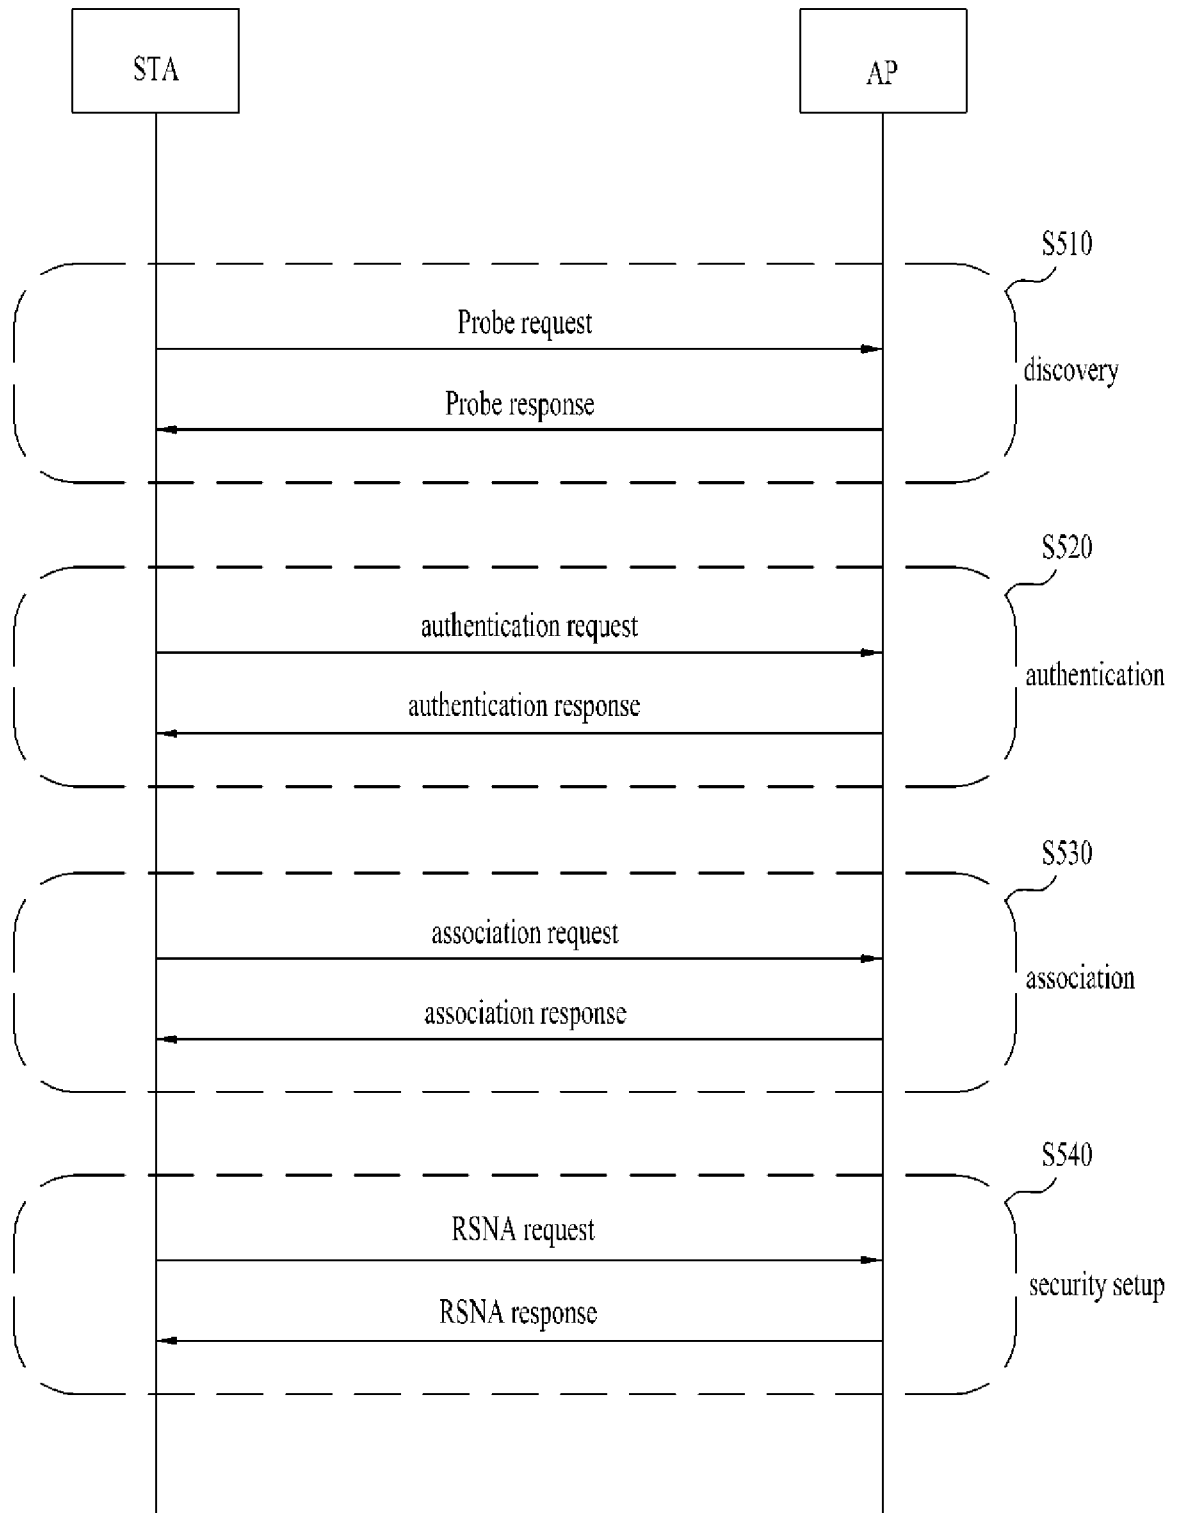 STA
AP
S510
Probe request
discovery
Probe response
S520
authentication request
authentication
authentication response
S530
association request
association
association response
S540
RSNA request
security setup
RSNA response